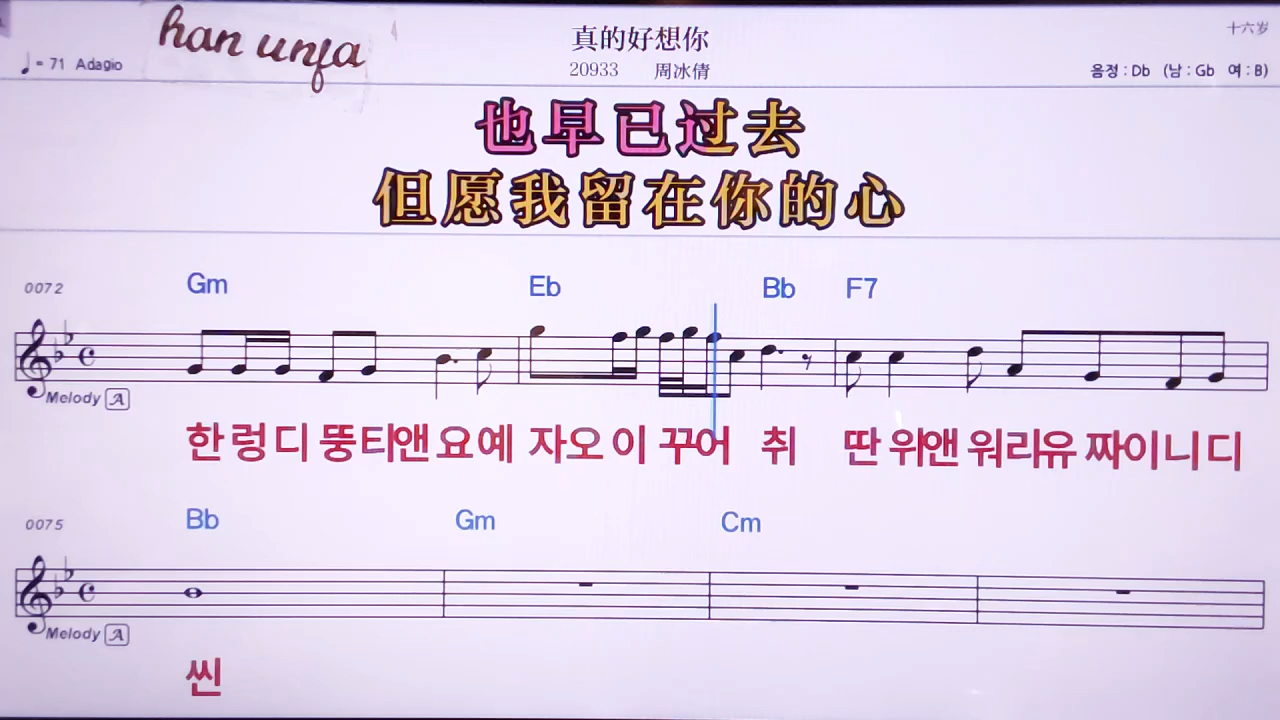 han unfa
真的好想你
十六岁
♩= 71 Adagio
20933 周冰倩
음정 : Db (남 : Gb 여 : B)
也早已过去
但愿我留在你的心
0072 Gm Eb Bb F7
Melody A
한 렁 디 뚱 티앤 요 예 자오 이 꾸어 취 딴 위앤 워 리유 짜이 니 디
0075 Bb Gm Cm
Melody A
씬